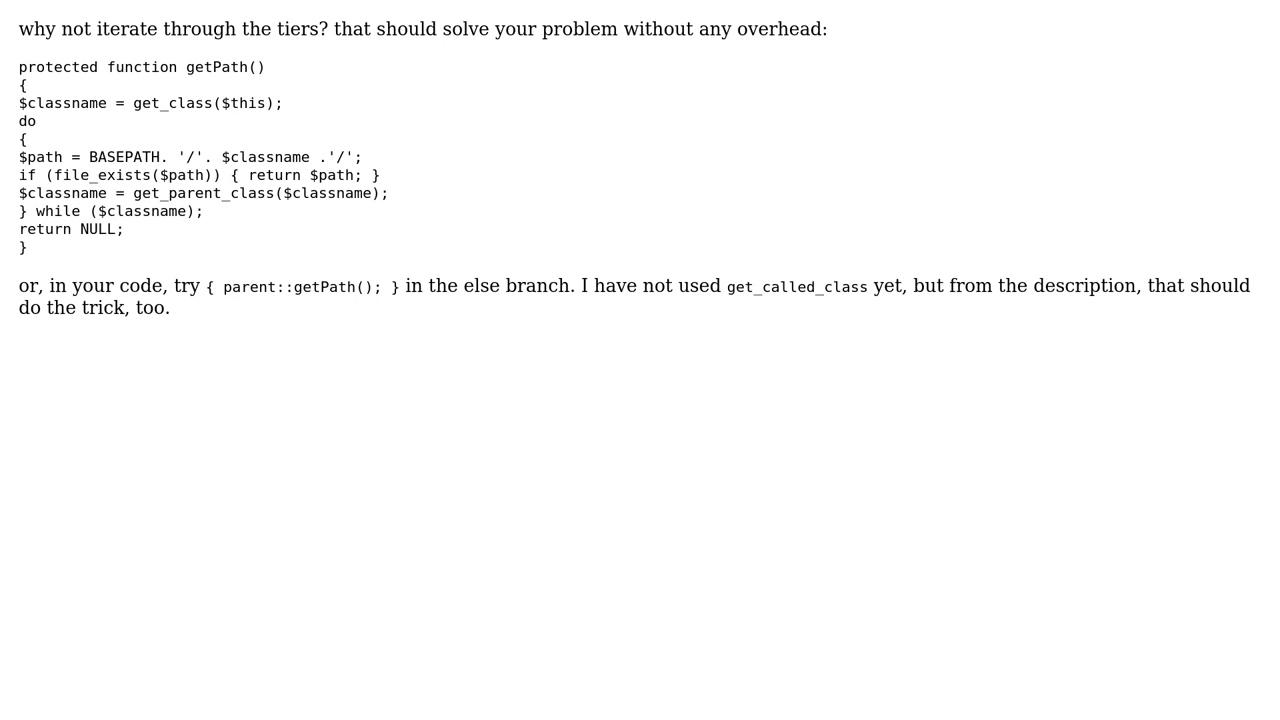 why not iterate through the tiers? that should solve your problem without any overhead:
protected function getPath()
{
$classname = get_class($this);
do
{
$path = BASEPATH. '/'. $classname .'/';
if (file_exists($path)) { return $path; }
$classname = get_parent_class($classname);
} while ($classname);
return NULL;
}
or, in your code, try { parent::getPath(); } in the else branch. I have not used get_called_class yet, but from the description, that should
do the trick, too.